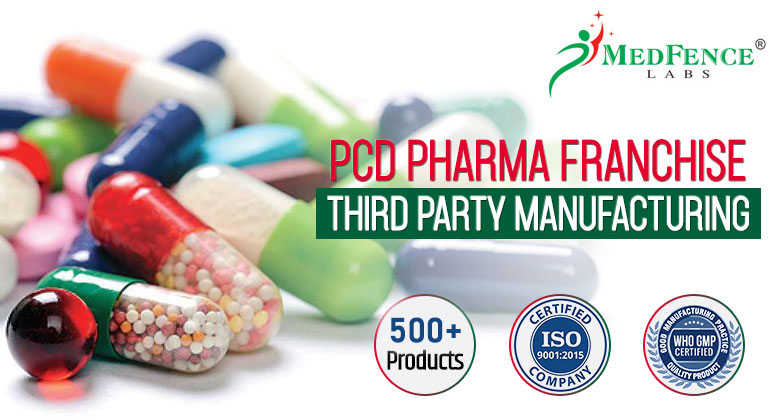 MEDFENCE®
LABS
PCD PHARMA FRANCHISE
THIRD PARTY MANUFACTURING
500+
Products
CERTIFIED
ISO
9001:2015
COMPANY
GOOD MANUFACTURING PRACTICE
WHO GMP
CERTIFIED
QUALITY PRODUCT